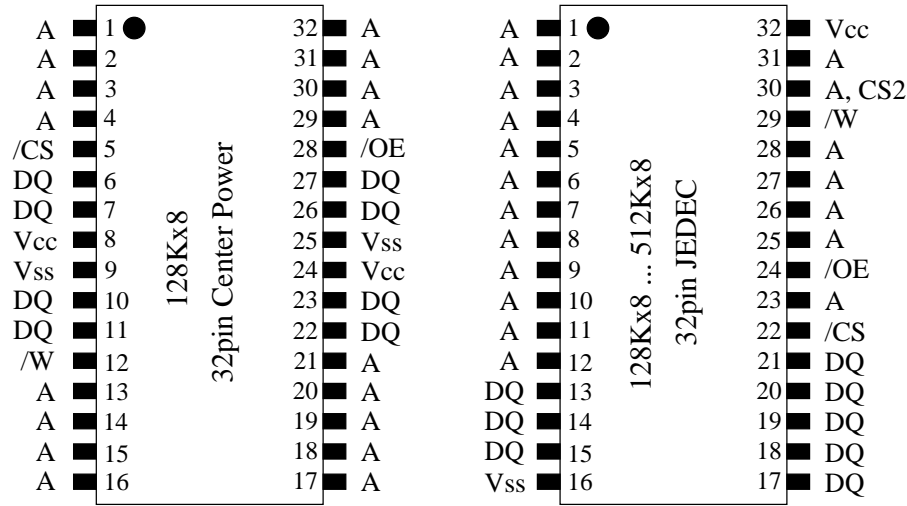 A 1 32 A A 1 32 Vcc
A 2 31 A A 2 31 A
A 3 30 A A 3 30 A, CS2
A 4 29 A A 4 29 /W
/CS 5 28 /OE A 5 28 A
DQ 6 27 DQ A 6 27 A
DQ 7 26 DQ A 7 26 A
Vcc 8 25 Vss A 8 25 A
Vss 9 24 Vcc A 9 24 /OE
DQ 10 23 DQ A 10 23 A
DQ 11 22 DQ A 11 22 /CS
/W 12 21 A A 12 21 DQ
A 13 20 A DQ 13 20 DQ
A 14 19 A DQ 14 19 DQ
A 15 18 A DQ 15 18 DQ
A 16 17 A Vss 16 17 DQ
128Kx8
32pin Center Power
128Kx8 ... 512Kx8
32pin JEDEC